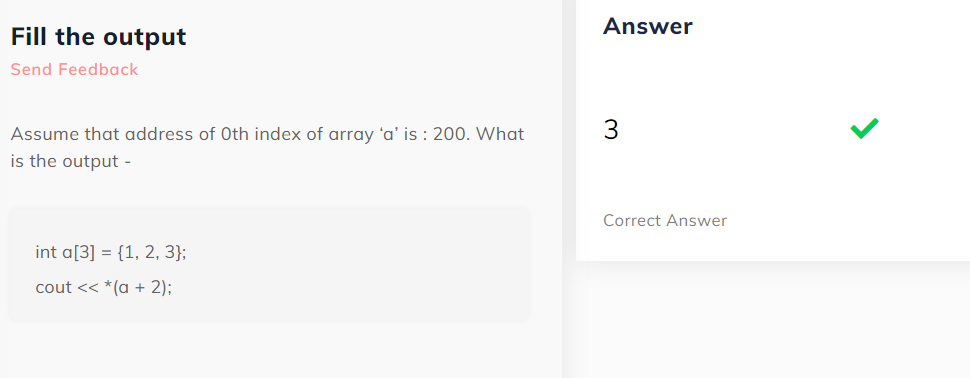 Fill the output
Send Feedback
Assume that address of 0th index of array ‘a’ is : 200. What
is the output -
int a[3] = {1, 2, 3};
cout << *(a + 2);
Answer
3
Correct Answer